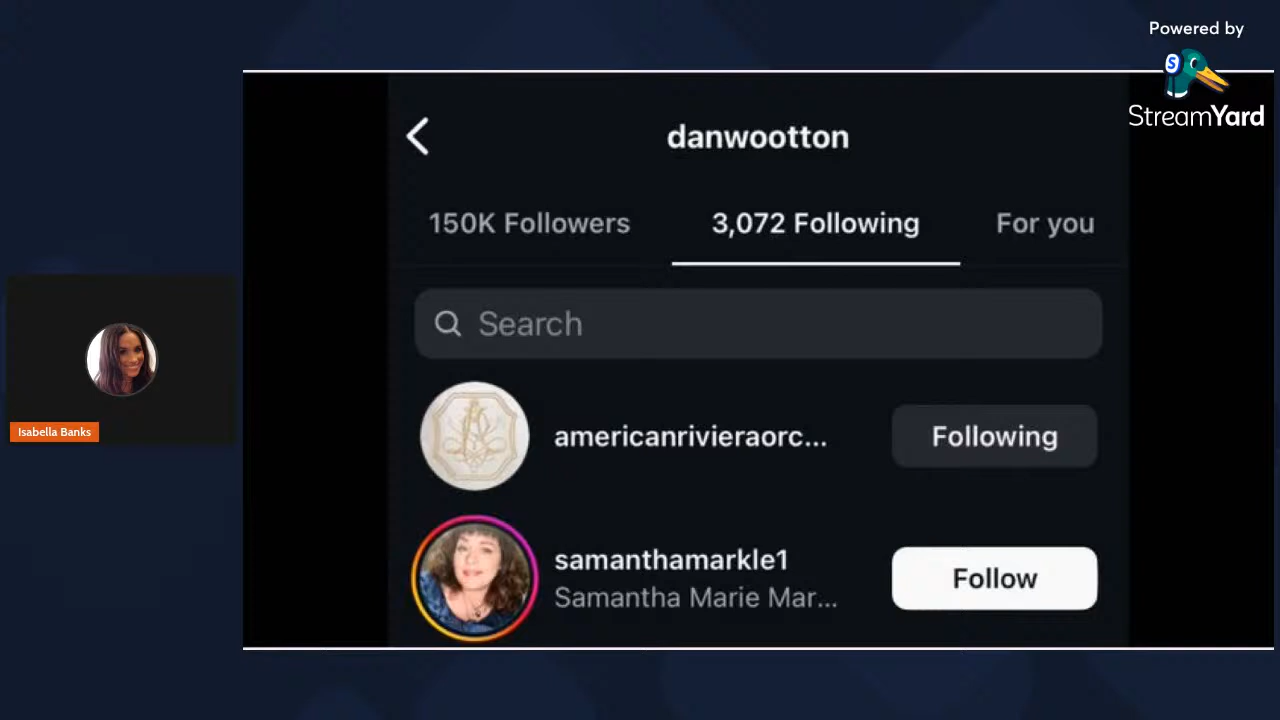 Powered by
StreamYard
danwootton
150K Followers
3,072 Following
For you
Search
americanrivieraorc...
Following
samanthamarkle1
Samantha Marie Mar...
Follow
Isabella Banks